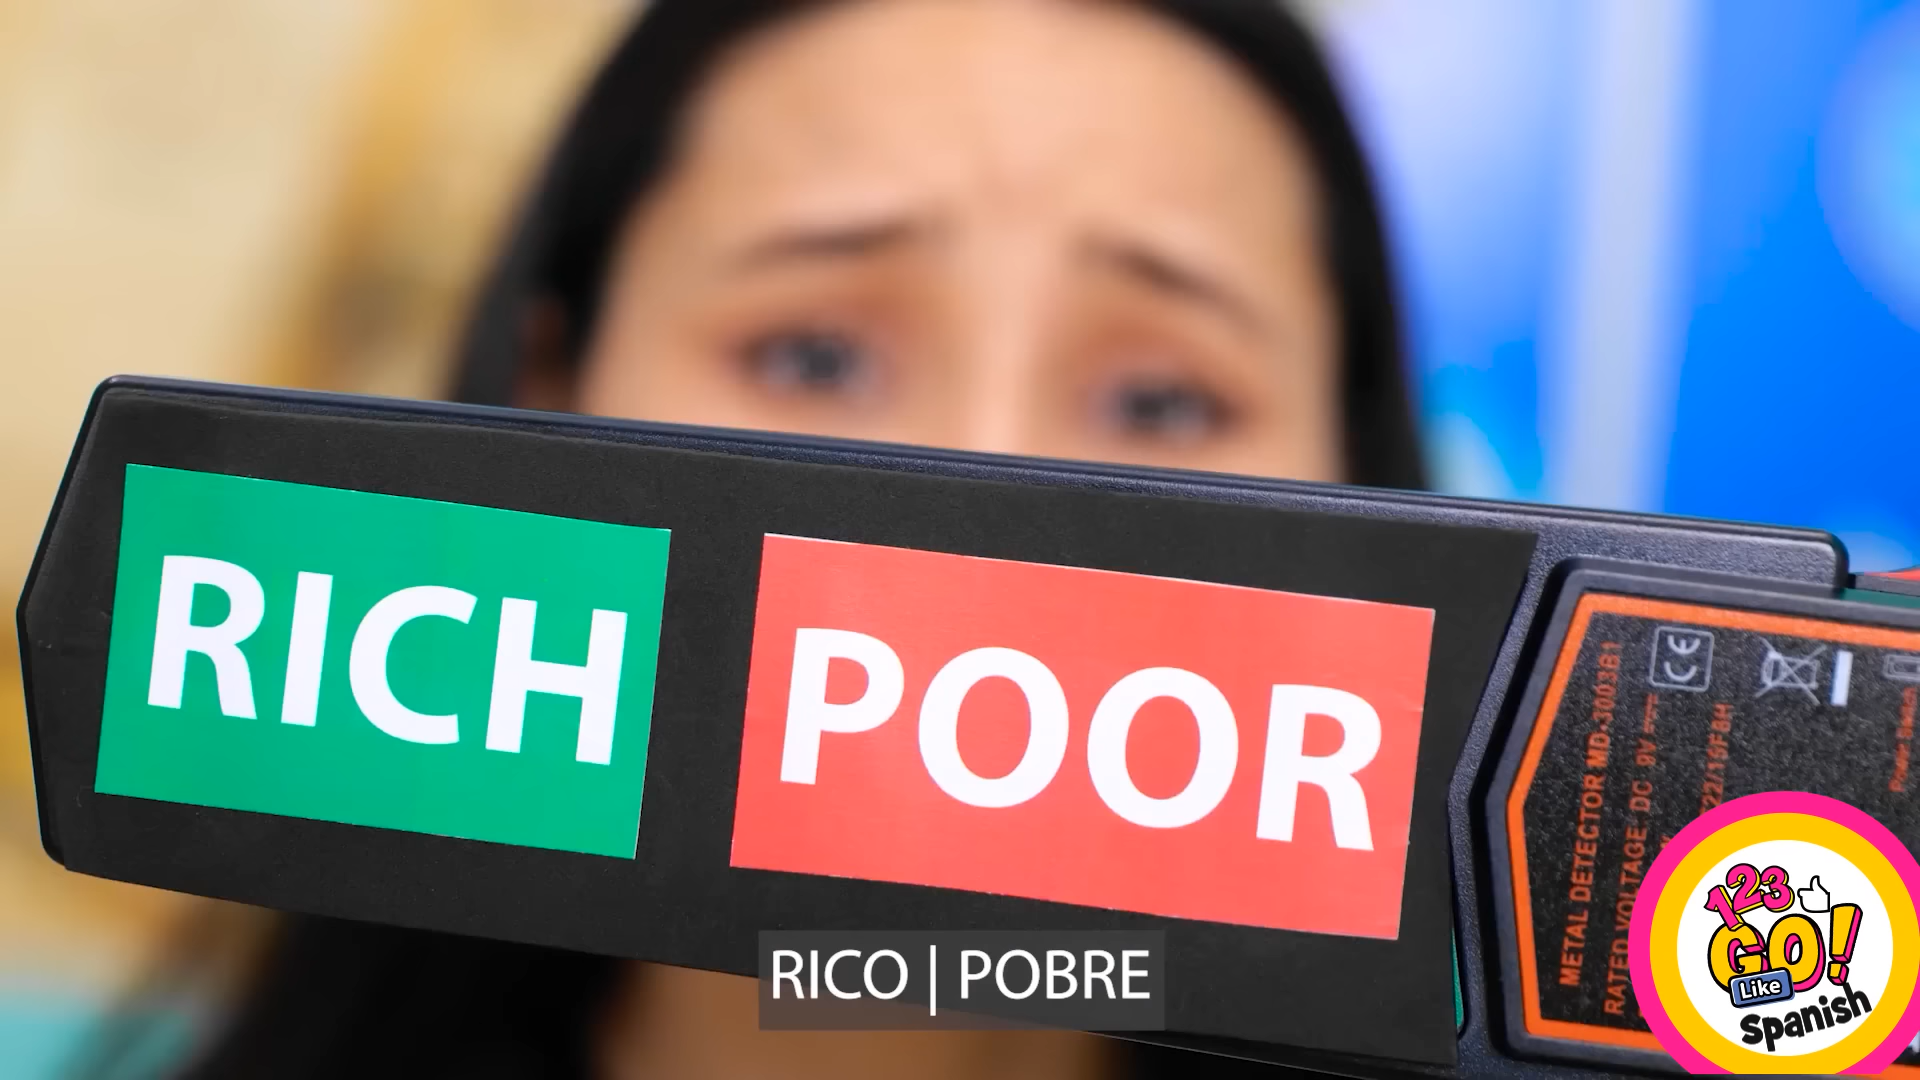 RICH POOR
METAL DETECTOR MD-3003B1
RATED VOLTAGE: DC 9V
CE
RICO | POBRE
123
GO!
Like
Spanish